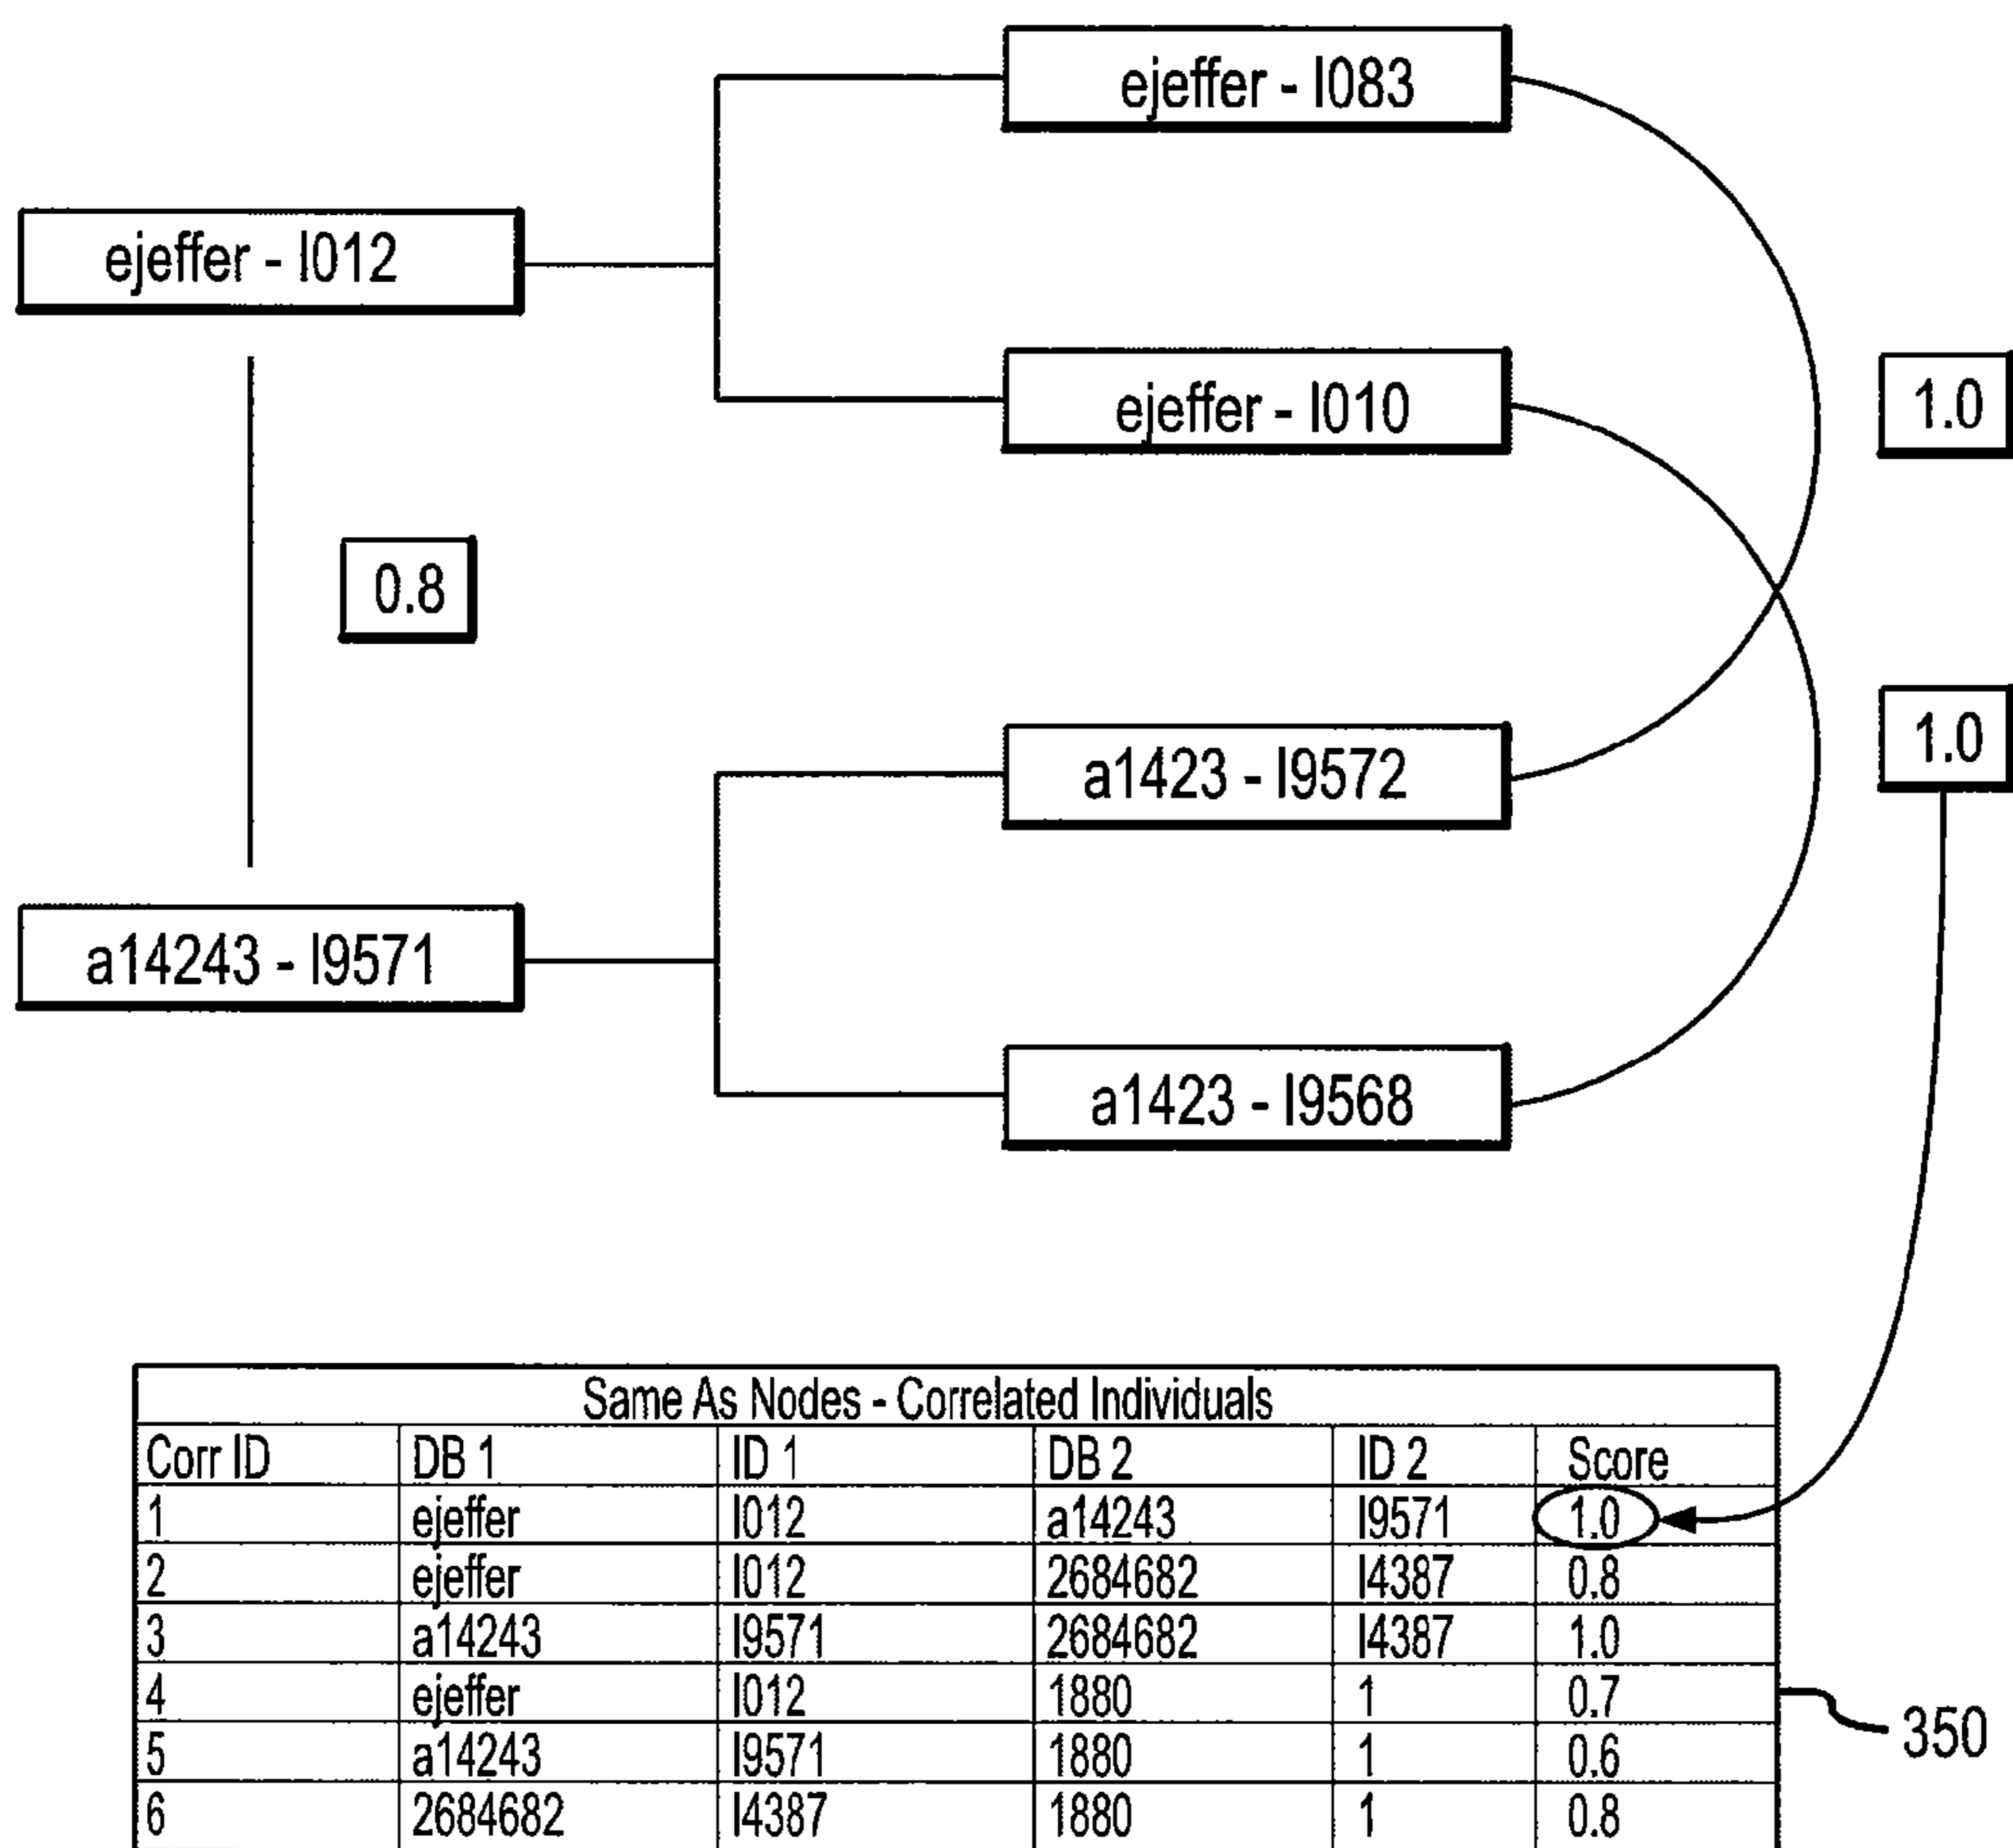 ejeffer - I083
ejeffer - I012
ejeffer - I010
1.0
0.8
a1423 - I9572
1.0
a14243 - I9571
a1423 - I9568
Same As Nodes - Correlated Individuals
Corr ID DB 1 ID 1 DB 2 ID 2 Score
1 ejeffer I012 a14243 I9571 1.0
2 ejeffer I012 2684682 I4387 0.8
3 a14243 I9571 2684682 I4387 1.0
4 ejeffer I012 1880 1 0.7
5 a14243 I9571 1880 1 0.6
6 2684682 I4387 1880 1 0.8
350